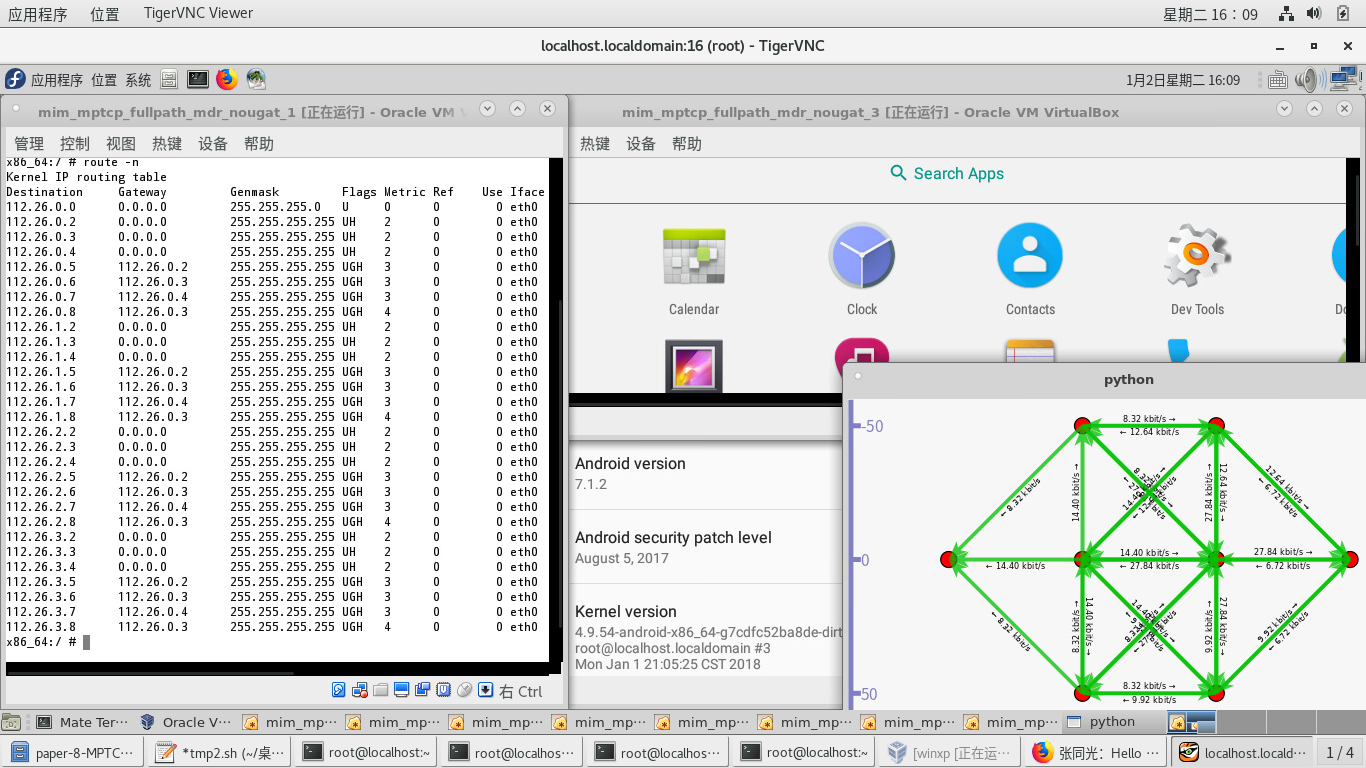 应用程序 位置 TigerVNC Viewer 星期二 16：09
localhost.localdomain:16 (root) - TigerVNC
应用程序 位置 系统 1月2日星期二 16:09
mim_mptcp_fullpath_mdr_nougat_1 [正在运行] - Oracle VM V
管理 控制 视图 热键 设备 帮助
x86_64:/ # route -n
Kernel IP routing table
Destination Gateway Genmask Flags Metric Ref Use Iface
112.26.0.0 0.0.0.0 255.255.255.0 U 0 0 0 eth0
112.26.0.2 0.0.0.0 255.255.255.255 UH 2 0 0 eth0
112.26.0.3 0.0.0.0 255.255.255.255 UH 2 0 0 eth0
112.26.0.4 0.0.0.0 255.255.255.255 UH 2 0 0 eth0
112.26.0.5 112.26.0.2 255.255.255.255 UGH 3 0 0 eth0
112.26.0.6 112.26.0.3 255.255.255.255 UGH 3 0 0 eth0
112.26.0.7 112.26.0.4 255.255.255.255 UGH 3 0 0 eth0
112.26.0.8 112.26.0.3 255.255.255.255 UGH 4 0 0 eth0
112.26.1.2 0.0.0.0 255.255.255.255 UH 2 0 0 eth0
112.26.1.3 0.0.0.0 255.255.255.255 UH 2 0 0 eth0
112.26.1.4 0.0.0.0 255.255.255.255 UH 2 0 0 eth0
112.26.1.5 112.26.0.2 255.255.255.255 UGH 3 0 0 eth0
112.26.1.6 112.26.0.3 255.255.255.255 UGH 3 0 0 eth0
112.26.1.7 112.26.0.4 255.255.255.255 UGH 3 0 0 eth0
112.26.1.8 112.26.0.3 255.255.255.255 UGH 4 0 0 eth0
112.26.2.2 0.0.0.0 255.255.255.255 UH 2 0 0 eth0
112.26.2.3 0.0.0.0 255.255.255.255 UH 2 0 0 eth0
112.26.2.4 0.0.0.0 255.255.255.255 UH 2 0 0 eth0
112.26.2.5 112.26.0.2 255.255.255.255 UGH 3 0 0 eth0
112.26.2.6 112.26.0.3 255.255.255.255 UGH 3 0 0 eth0
112.26.2.7 112.26.0.4 255.255.255.255 UGH 3 0 0 eth0
112.26.2.8 112.26.0.3 255.255.255.255 UGH 4 0 0 eth0
112.26.3.2 0.0.0.0 255.255.255.255 UH 2 0 0 eth0
112.26.3.3 0.0.0.0 255.255.255.255 UH 2 0 0 eth0
112.26.3.4 0.0.0.0 255.255.255.255 UH 2 0 0 eth0
112.26.3.5 112.26.0.2 255.255.255.255 UGH 3 0 0 eth0
112.26.3.6 112.26.0.3 255.255.255.255 UGH 3 0 0 eth0
112.26.3.7 112.26.0.4 255.255.255.255 UGH 3 0 0 eth0
112.26.3.8 112.26.0.3 255.255.255.255 UGH 4 0 0 eth0
x86_64:/ #
右 Ctrl
mim_mptcp_fullpath_mdr_nougat_3 [正在运行] - Oracle VM VirtualBox
热键 设备 帮助
Search Apps
Calendar Clock Contacts Dev Tools
Android version
7.1.2
Android security patch level
August 5, 2017
Kernel version
4.9.54-android-x86_64-g7cdfc52ba8de-dirt
root@localhost.localdomain #3
Mon Jan 1 21:05:25 CST 2018
python
-50
0
50
8.32 kbit/s →
← 12.64 kbit/s
← 8.32 kbit/s
14.40 kbit/s →
27.84 kbit/s →
12.64 kbit/s →
12.64 kbit/s →
← 6.72 kbit/s
← 14.40 kbit/s
14.40 kbit/s →
← 27.84 kbit/s
27.84 kbit/s →
← 6.72 kbit/s
← 8.32 kbit/s
8.32 kbit/s →
14.40 kbit/s →
9.92 kbit/s →
27.84 kbit/s →
9.92 kbit/s →
← 6.72 kbit/s
8.32 kbit/s →
← 9.92 kbit/s
Mate Ter··· Oracle V··· mim_mp··· mim_m··· mim_mp··· mim_m··· mim_mp··· mim_mp··· mim_mp··· mim_m··· python
paper-8-MPTC··· *tmp2.sh (~/桌··· root@localhost:~ root@localhos··· root@localhos··· root@localhost:~ [winxp [正在运··· 张同光：Hello ··· localhost.locald··· 1 / 4